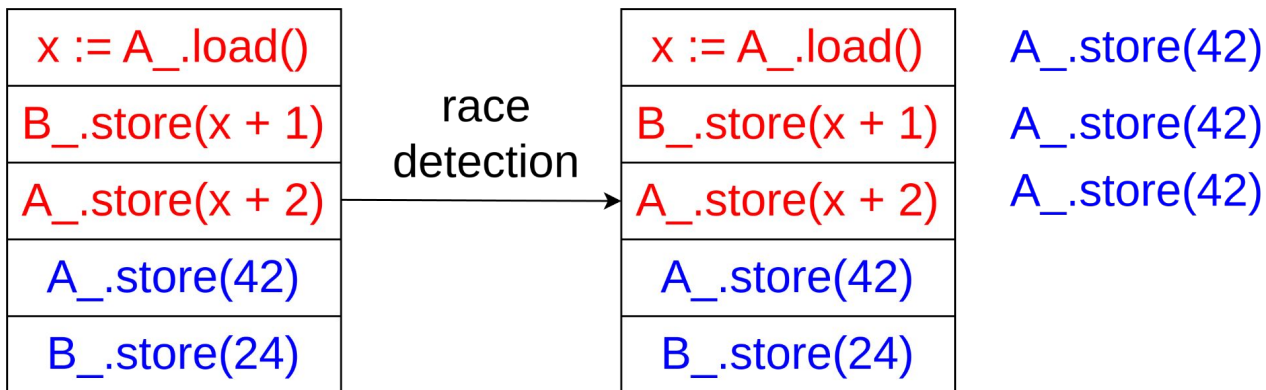 x := A_.load()
B_.store(x + 1)
A_.store(x + 2)
A_.store(42)
B_.store(24)
race
detection
x := A_.load()
B_.store(x + 1)
A_.store(x + 2)
A_.store(42)
B_.store(24)
A_.store(42)
A_.store(42)
A_.store(42)